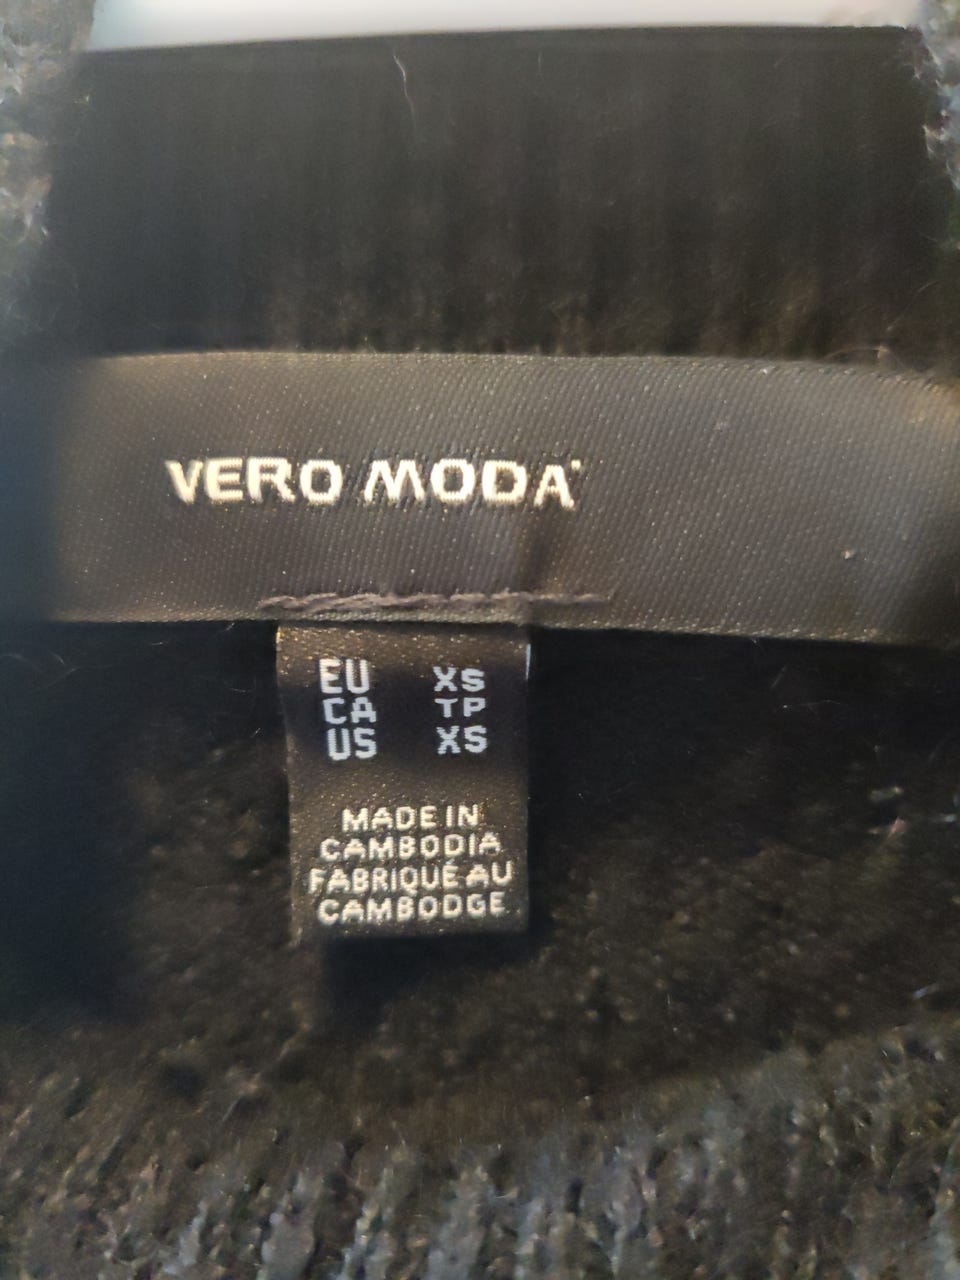 VERO MODA
EU XS
CA TP
US XS
MADE IN
CAMBODIA
FABRIQUÉ AU
CAMBODGE